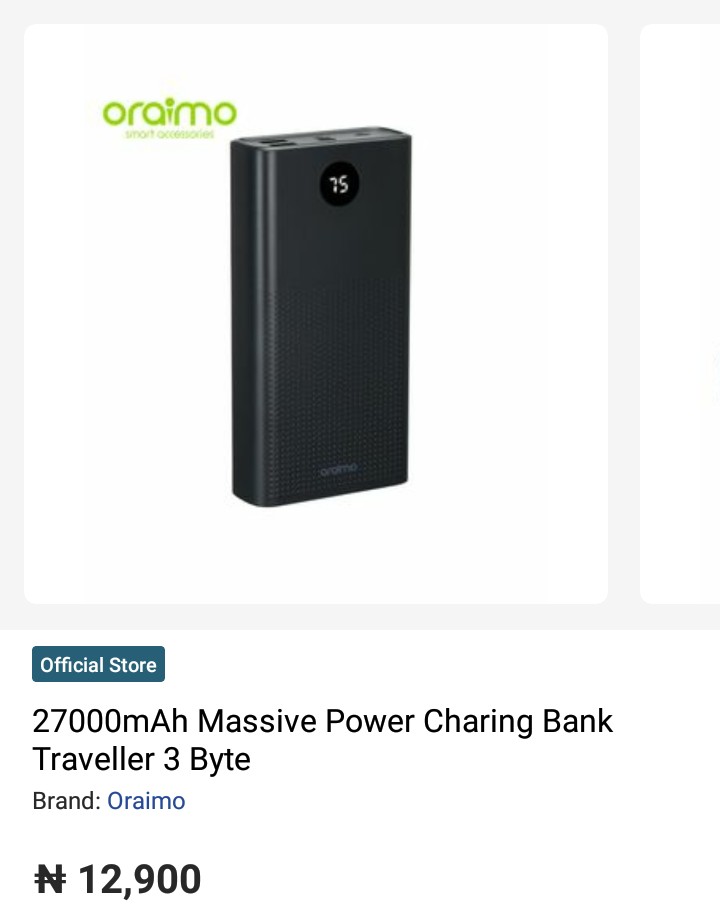 oraimo
smart accessories
75
oraimo
Official Store
27000mAh Massive Power Charing Bank
Traveller 3 Byte
Brand: Oraimo
₦ 12,900